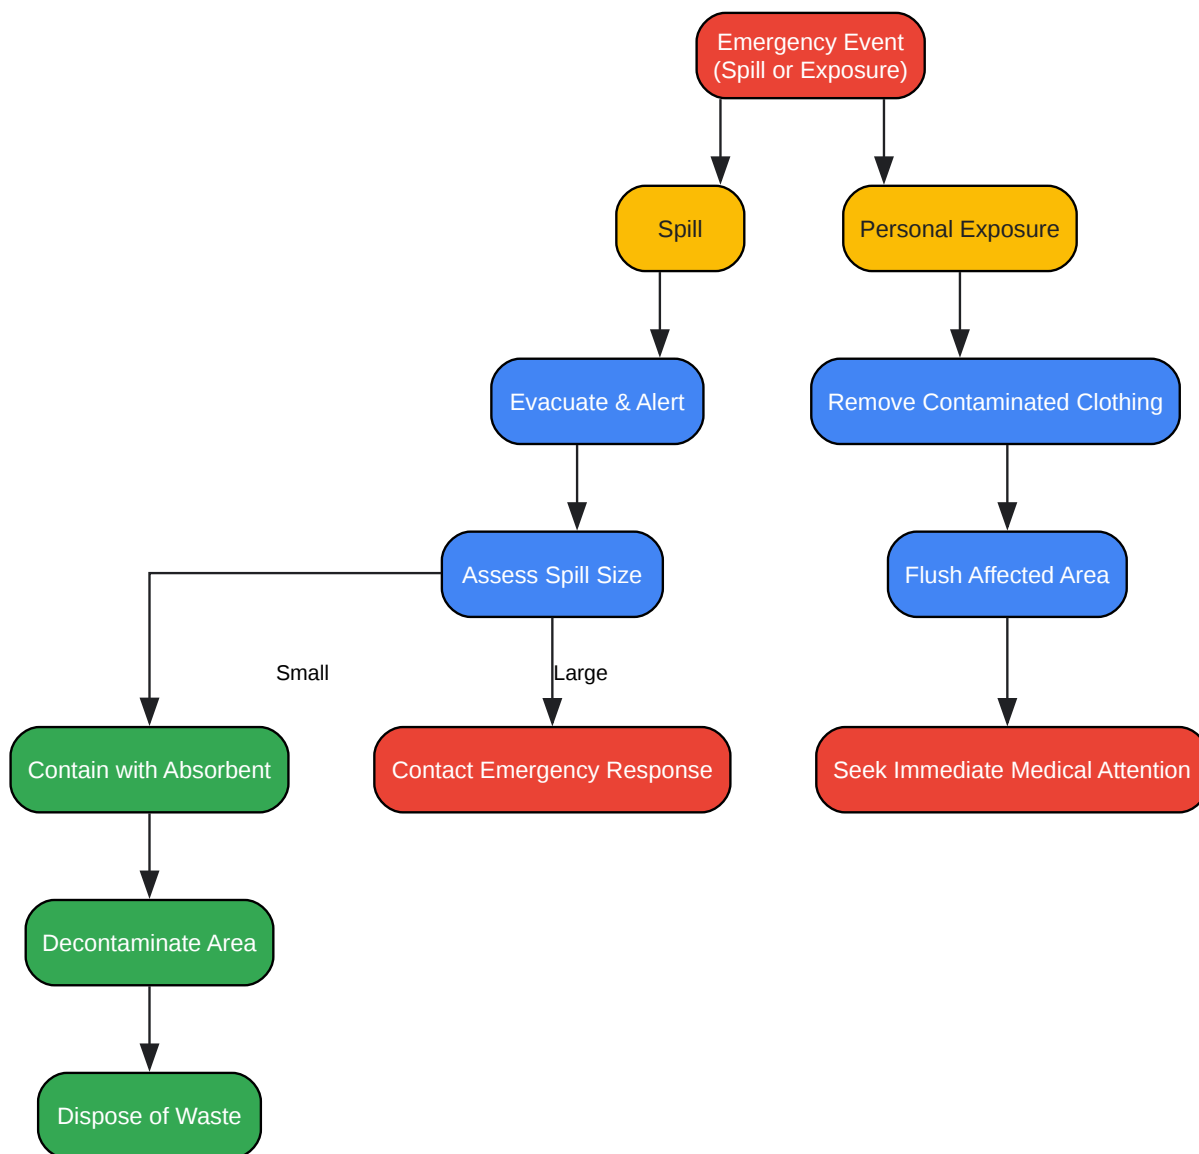 Emergency Event
(Spill or Exposure)
Spill
Personal Exposure
Evacuate & Alert
Remove Contaminated Clothing
Assess Spill Size
Flush Affected Area
Small
Large
Contain with Absorbent
Contact Emergency Response
Seek Immediate Medical Attention
Decontaminate Area
Dispose of Waste